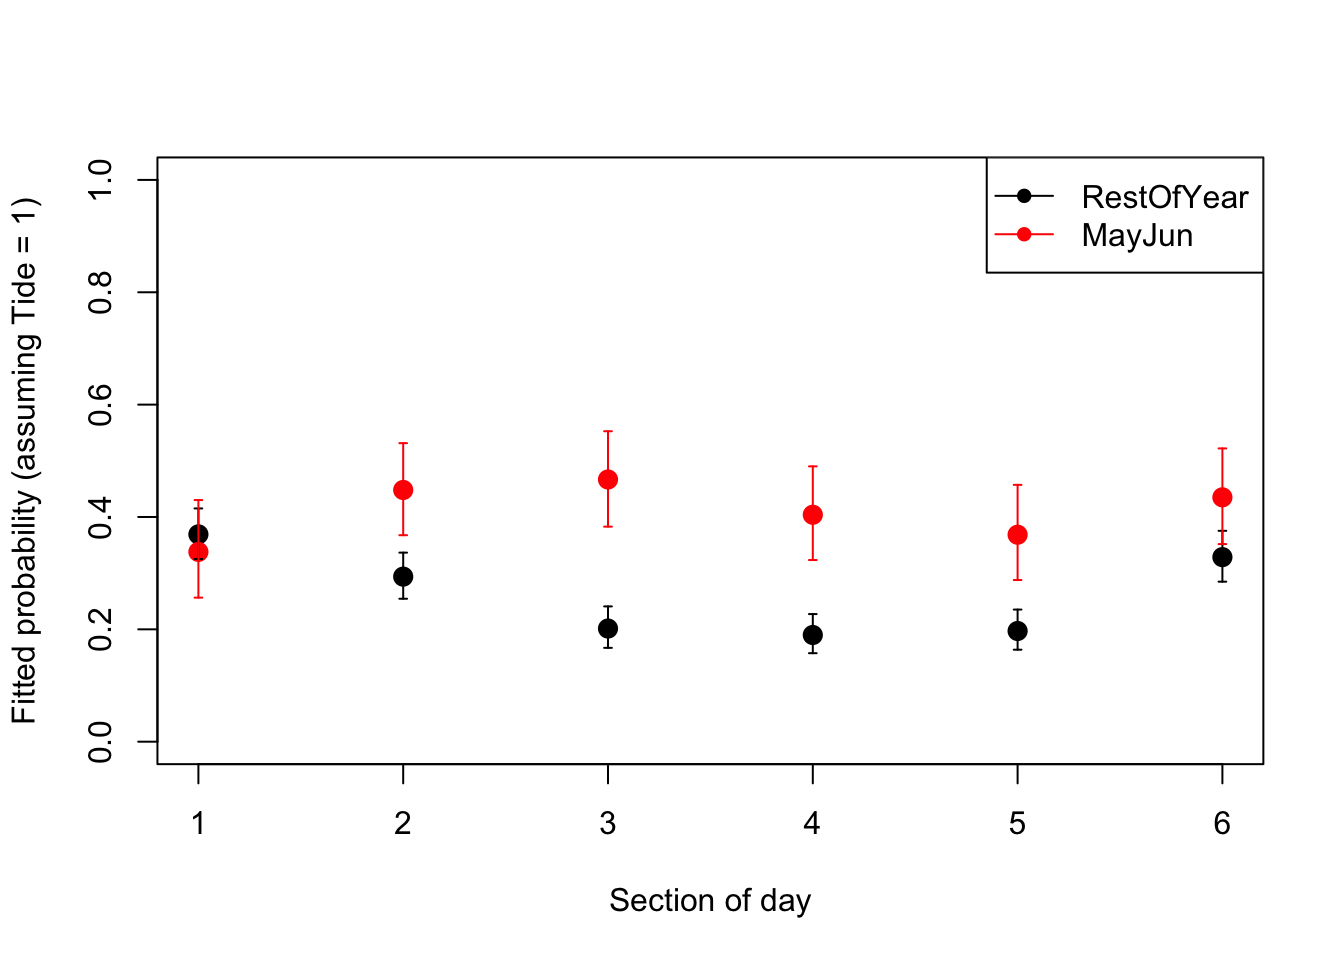 RestOfYear
MayJun
Fitted probability (assuming Tide = 1)
1.0
0.8
0.6
0.4
0.2
0.0
1 2 3 4 5 6
Section of day